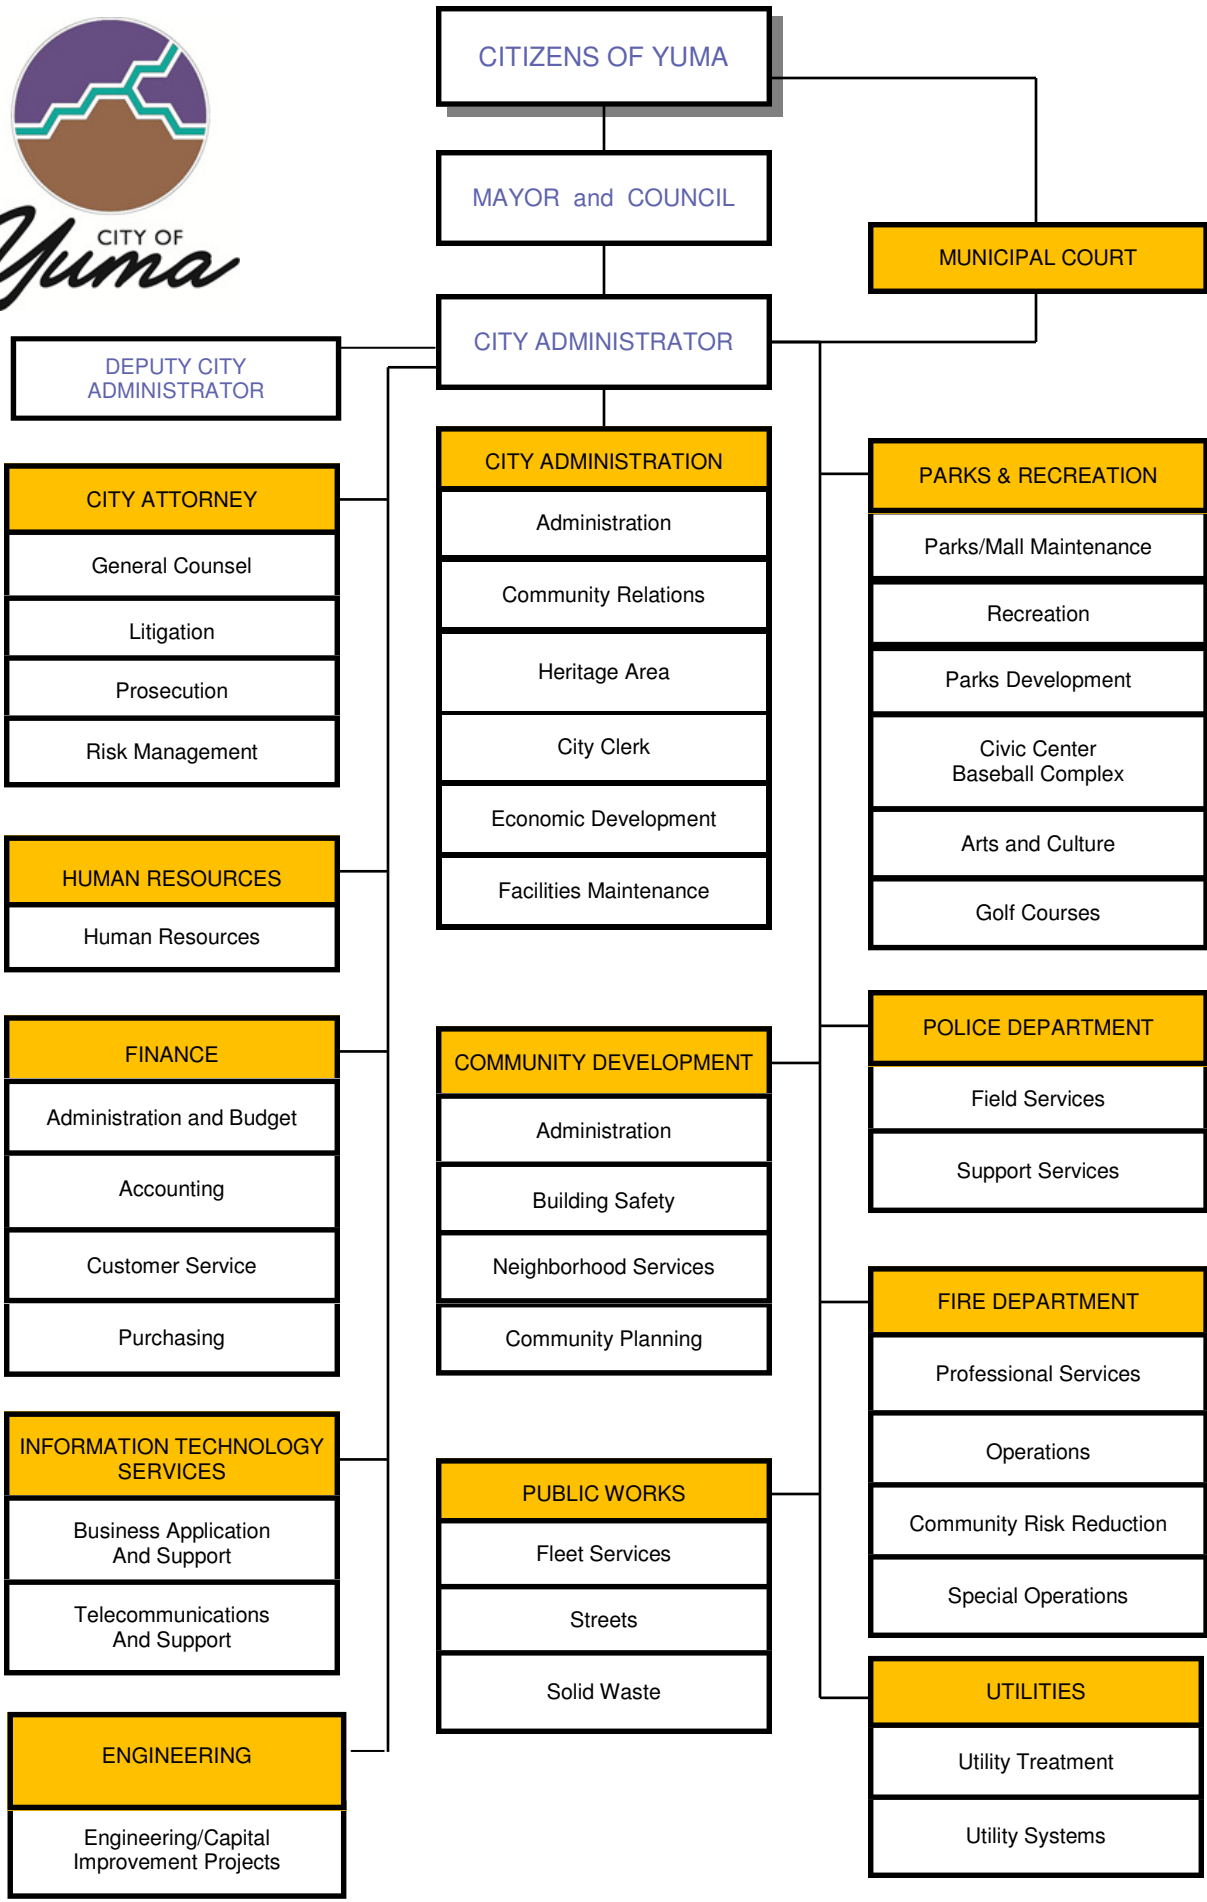 CITY OF
Yuma
CITIZENS OF YUMA
MAYOR and COUNCIL
MUNICIPAL COURT
CITY ADMINISTRATOR
DEPUTY CITY
ADMINISTRATOR
CITY ATTORNEY
General Counsel
Litigation
Prosecution
Risk Management
HUMAN RESOURCES
Human Resources
FINANCE
Administration and Budget
Accounting
Customer Service
Purchasing
INFORMATION TECHNOLOGY
SERVICES
Business Application
And Support
Telecommunications
And Support
ENGINEERING
Engineering/Capital
Improvement Projects
CITY ADMINISTRATION
Administration
Community Relations
Heritage Area
City Clerk
Economic Development
Facilities Maintenance
COMMUNITY DEVELOPMENT
Administration
Building Safety
Neighborhood Services
Community Planning
PUBLIC WORKS
Fleet Services
Streets
Solid Waste
PARKS & RECREATION
Parks/Mall Maintenance
Recreation
Parks Development
Civic Center
Baseball Complex
Arts and Culture
Golf Courses
POLICE DEPARTMENT
Field Services
Support Services
FIRE DEPARTMENT
Professional Services
Operations
Community Risk Reduction
Special Operations
UTILITIES
Utility Treatment
Utility Systems